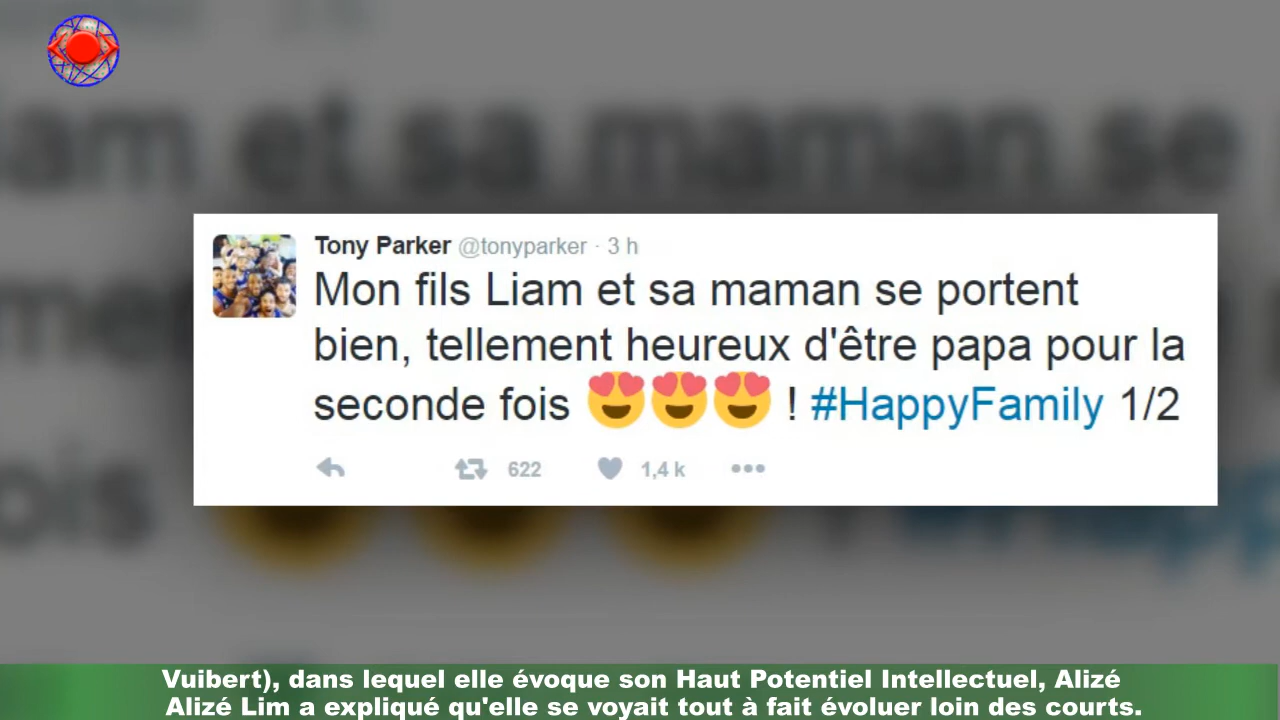 Tony Parker @tonyparker · 3 h
Mon fils Liam et sa maman se portent
bien, tellement heureux d'être papa pour la
seconde fois 😍😍😍 ! #HappyFamily 1/2
622 1,4 k
Vuibert), dans lequel elle évoque son Haut Potentiel Intellectuel, Alizé
Alizé Lim a expliqué qu'elle se voyait tout à fait évoluer loin des courts.